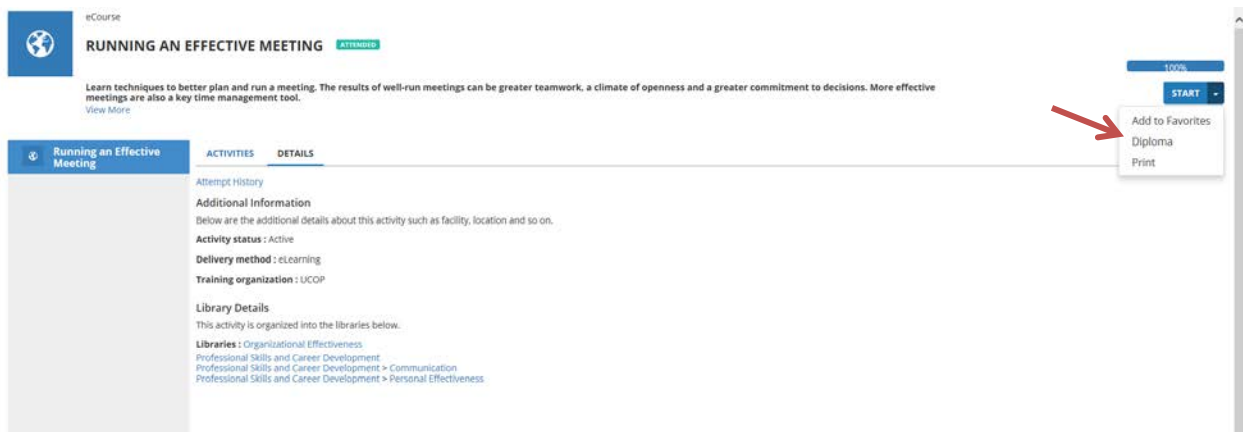 eCourse
RUNNING AN EFFECTIVE MEETING ATTENDED
100%
Learn techniques to better plan and run a meeting. The results of well-run meetings can be greater teamwork, a climate of openness and a greater commitment to decisions. More effective
meetings are also a key time management tool.
View More
START
Add to Favorites
Diploma
Print
Running an Effective
Meeting
ACTIVITIES DETAILS
Attempt History
Additional Information
Below are the additional details about this activity such as facility, location and so on.
Activity status : Active
Delivery method : eLearning
Training organization : UCOP
Library Details
This activity is organized into the libraries below.
Libraries : Organizational Effectiveness
Professional Skills and Career Development
Professional Skills and Career Development > Communication
Professional Skills and Career Development > Personal Effectiveness